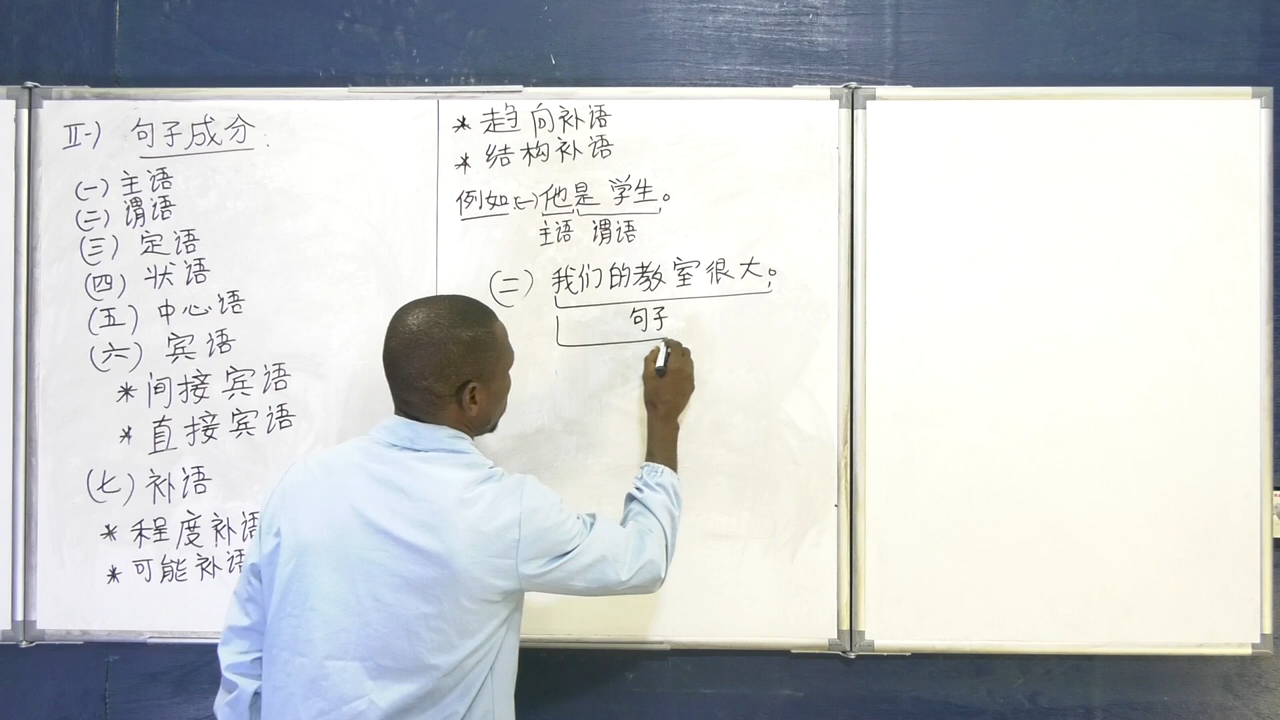 II-) 句子成分:
(一) 主语
(二) 谓语
(三) 定语
(四) 状语
(五) 中心语
(六) 宾语
* 间接宾语
* 直接宾语
(七) 补语
* 程度补语
* 可能补语
* 趋向补语
* 结构补语
例如:(一) 他是学生。
主语 谓语
(二) 我们的教室很大。
句子